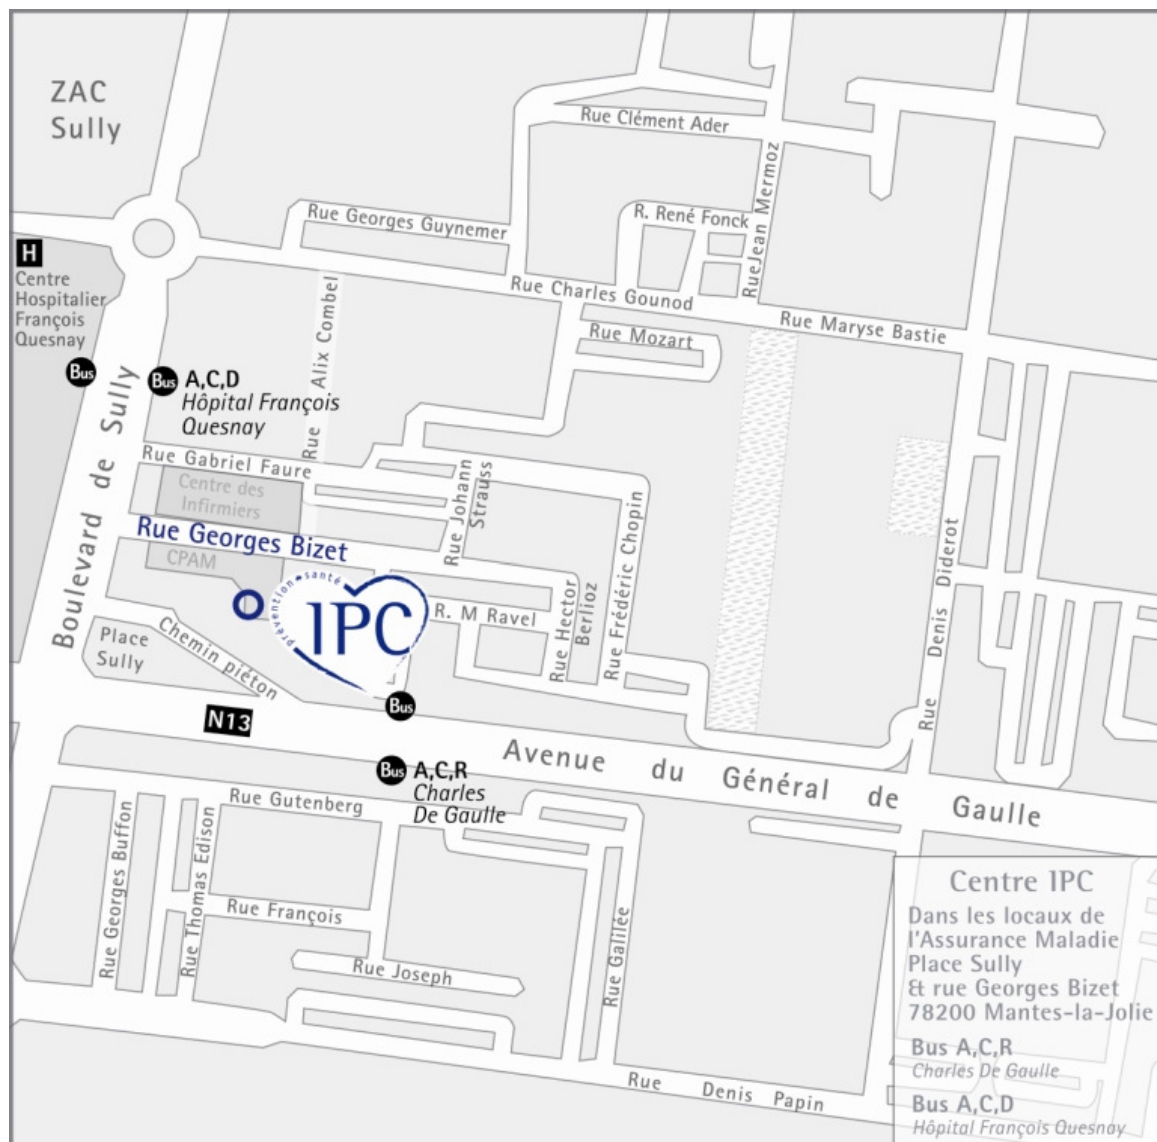 ZAC
Sully
Rue Clément Ader
Rue Jean Mermoz
R. René Fonck
Rue Georges Guynemer
H
Centre
Hospitalier
François
Quesnay
Rue Charles Gounod
Rue Maryse Bastie
Rue Alix Combel
Rue Mozart
Bus
Bus
A,C,D
Hôpital François
Quesnay
Boulevard de Sully
Rue Gabriel Faure
Centre des
Infirmiers
Rue Johann
Strauss
Rue Georges Bizet
CPAM
Rue Frédéric Chopin
Rue Denis Diderot
prévention-santé
IPC
R. M Ravel
Rue Hector
Berlioz
Place
Sully
Chemin piéton
Bus
N13
Avenue du Général de Gaulle
Bus
A,C,R
Charles
De Gaulle
Rue Gutenberg
Rue Georges Buffon
Rue Thomas Edison
Rue François
Rue Joseph
Rue Galilée
Rue Denis Papin
Centre IPC
Dans les locaux de
l'Assurance Maladie
Place Sully
& rue Georges Bizet
78200 Mantes-la-Jolie
Bus A,C,R
Charles De Gaulle
Bus A,C,D
Hôpital François Quesnay